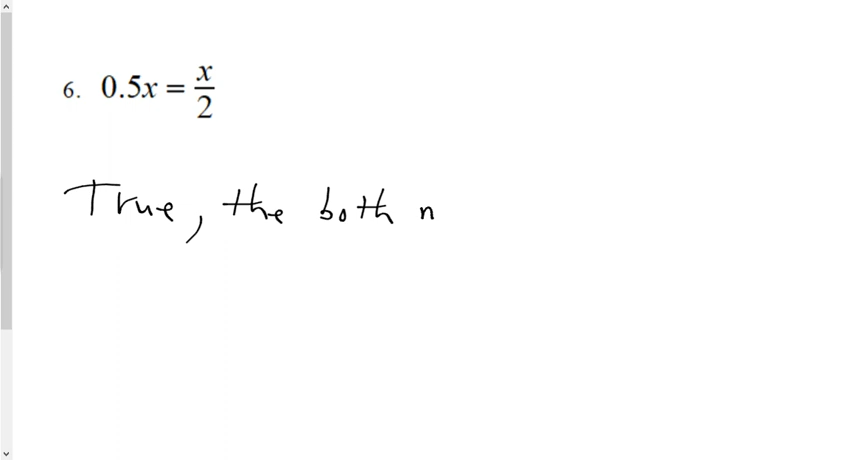 6. 0.5x = x/2
True, the both n